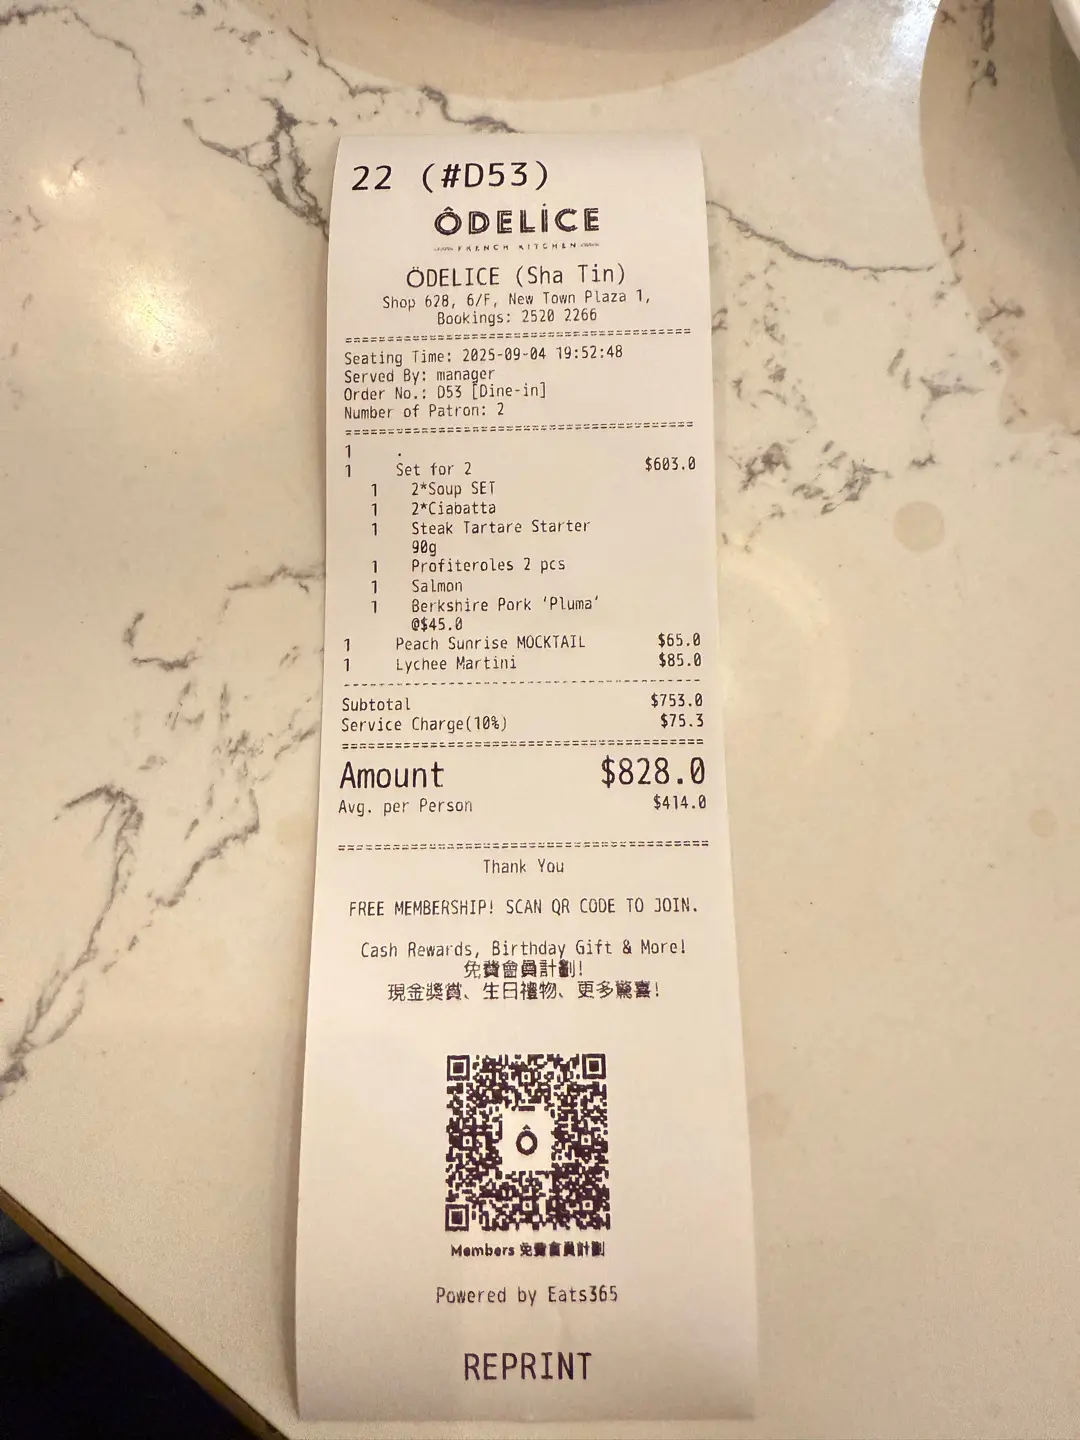 22 (#D53)
ÔDELİCE
FRENCH KITCHEN
ÔDELICE (Sha Tin)
Shop 628, 6/F, New Town Plaza 1,
Bookings: 2520 2266
========================================
Seating Time: 2025-09-04 19:52:48
Served By: manager
Order No.: D53 [Dine-in]
Number of Patron: 2
========================================
1 .
1 Set for 2 $603.0
1 2*Soup SET
1 2*Ciabatta
1 Steak Tartare Starter
90g
1 Profiteroles 2 pcs
1 Salmon
1 Berkshire Pork ‘Pluma’
@$45.0
1 Peach Sunrise MOCKTAIL $65.0
1 Lychee Martini $85.0
----------------------------------------
Subtotal $753.0
Service Charge(10%) $75.3
========================================
Amount $828.0
Avg. per Person $414.0
========================================
Thank You
FREE MEMBERSHIP! SCAN QR CODE TO JOIN.
Cash Rewards, Birthday Gift & More!
免費會員計劃!
現金獎賞、生日禮物、更多驚喜!
Ô
Members 免費會員計劃
Powered by Eats365
REPRINT